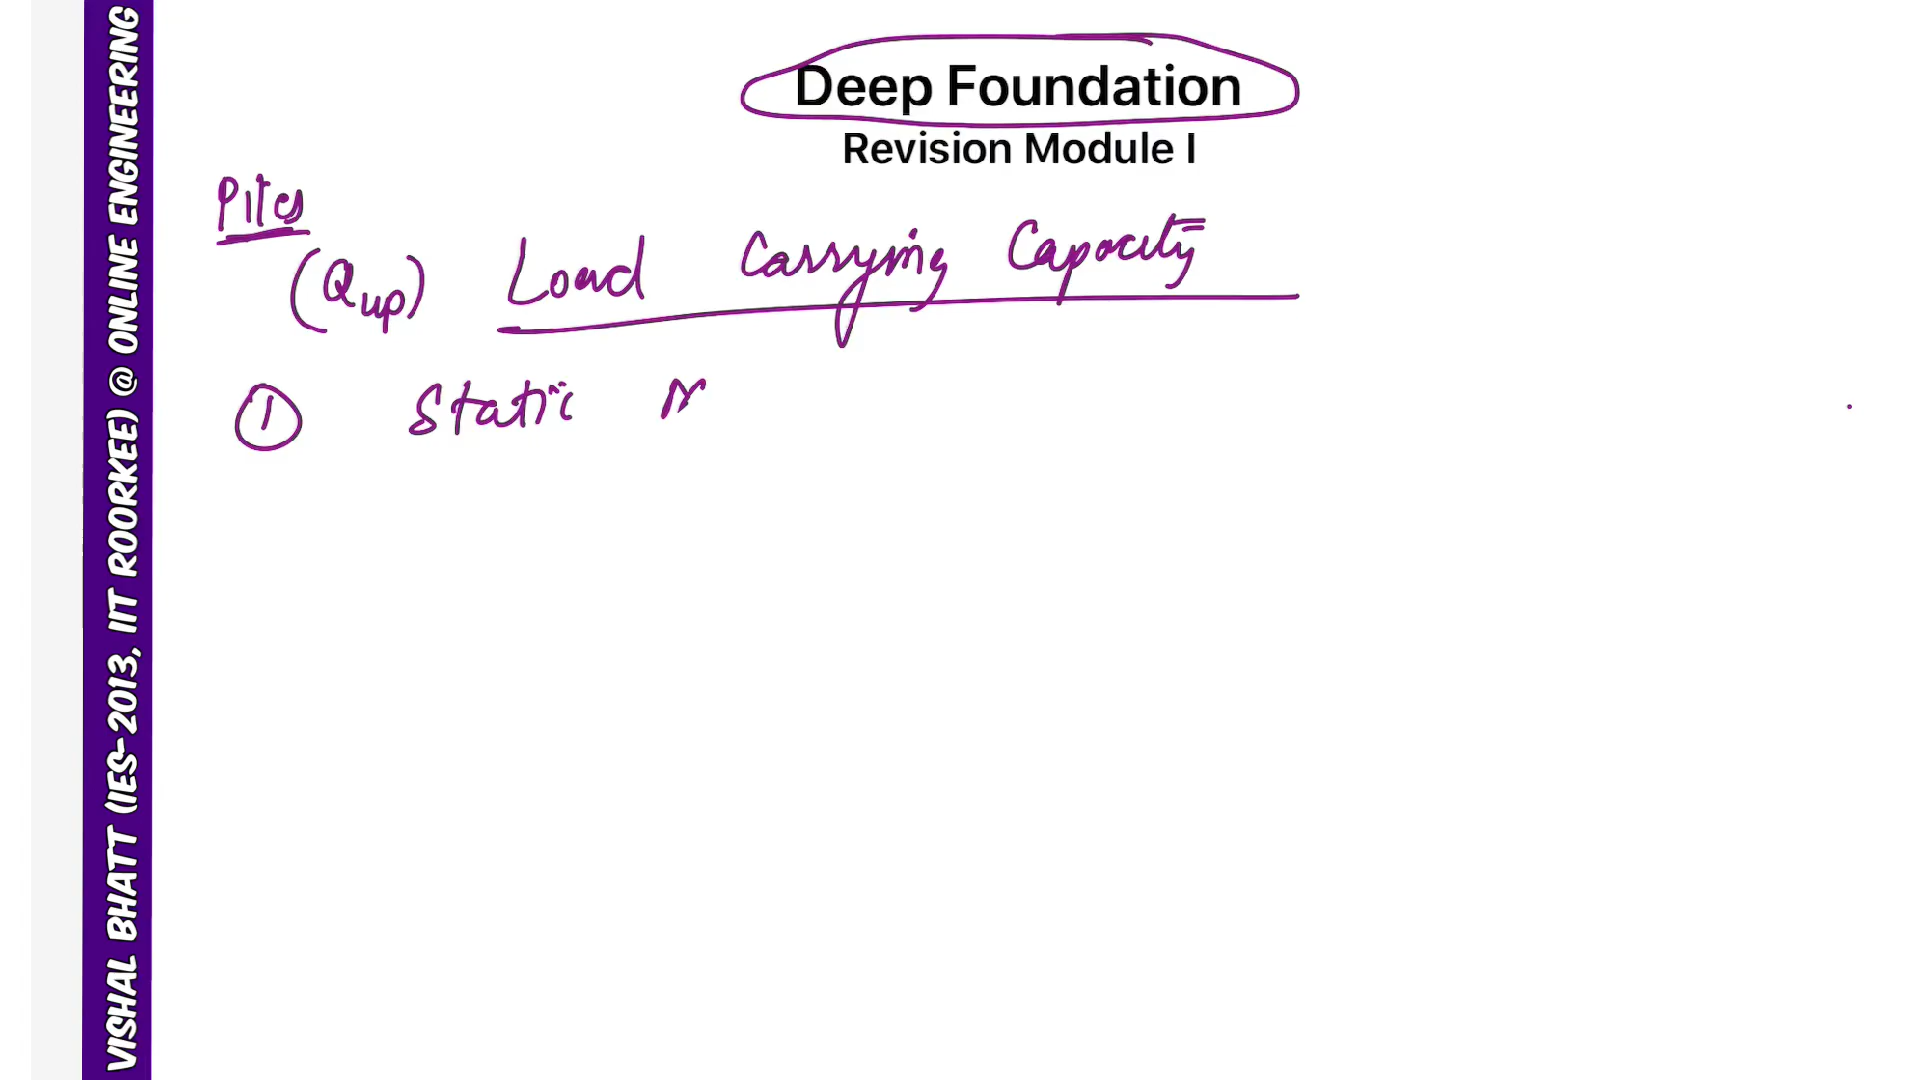 Deep Foundation
Revision Module I
Piles
(Qup) Load Carrying Capacity
① Static M
VISHAL BHATT (IES-2013, IIT ROORKEE) @ ONLINE ENGINEERING